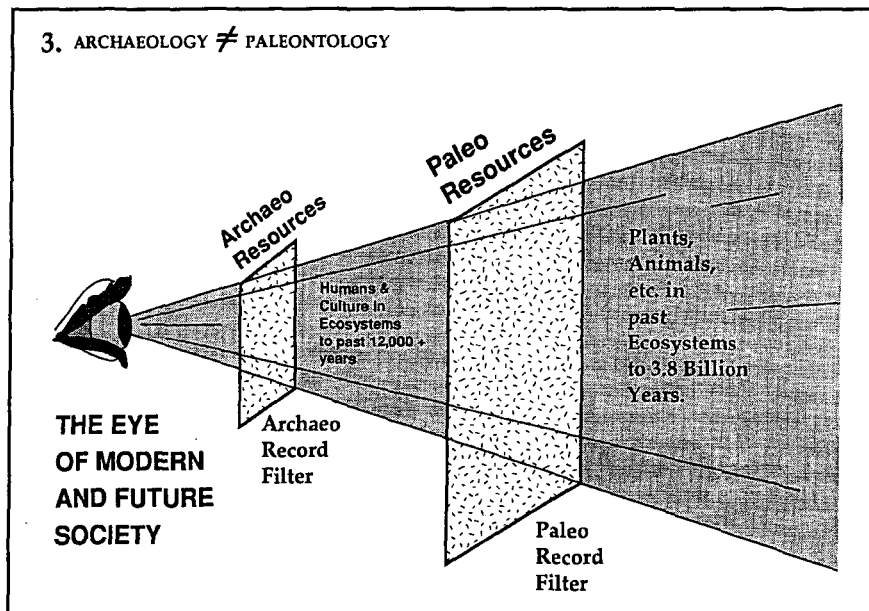 3. ARCHAEOLOGY ≠ PALEONTOLOGY
Paleo
Resources
Archaeo
Resources
Plants,
Animals,
etc. in
past
Ecosystems
to 3.8 Billion
Years.
Humans &
Culture in
Ecosystems
to past 12,000 +
years
THE EYE
OF MODERN
AND FUTURE
SOCIETY
Archaeo
Record
Filter
Paleo
Record
Filter